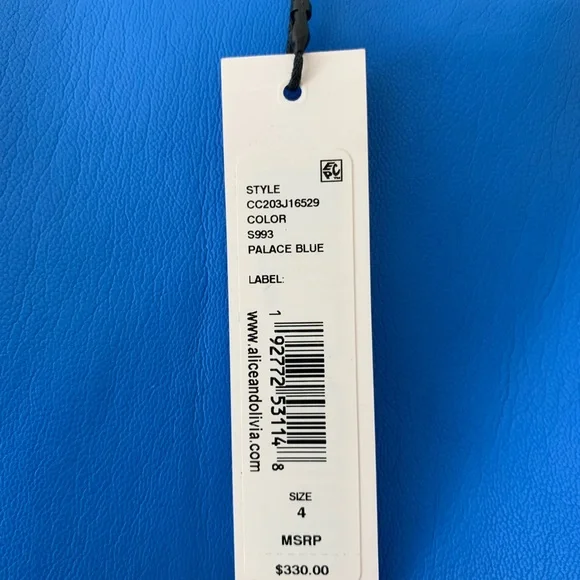 EPC
STYLE
CC203J16529
COLOR
S993
PALACE BLUE
LABEL:
www.aliceandolivia.com
1 92772 53114 8
SIZE
4
MSRP
$330.00